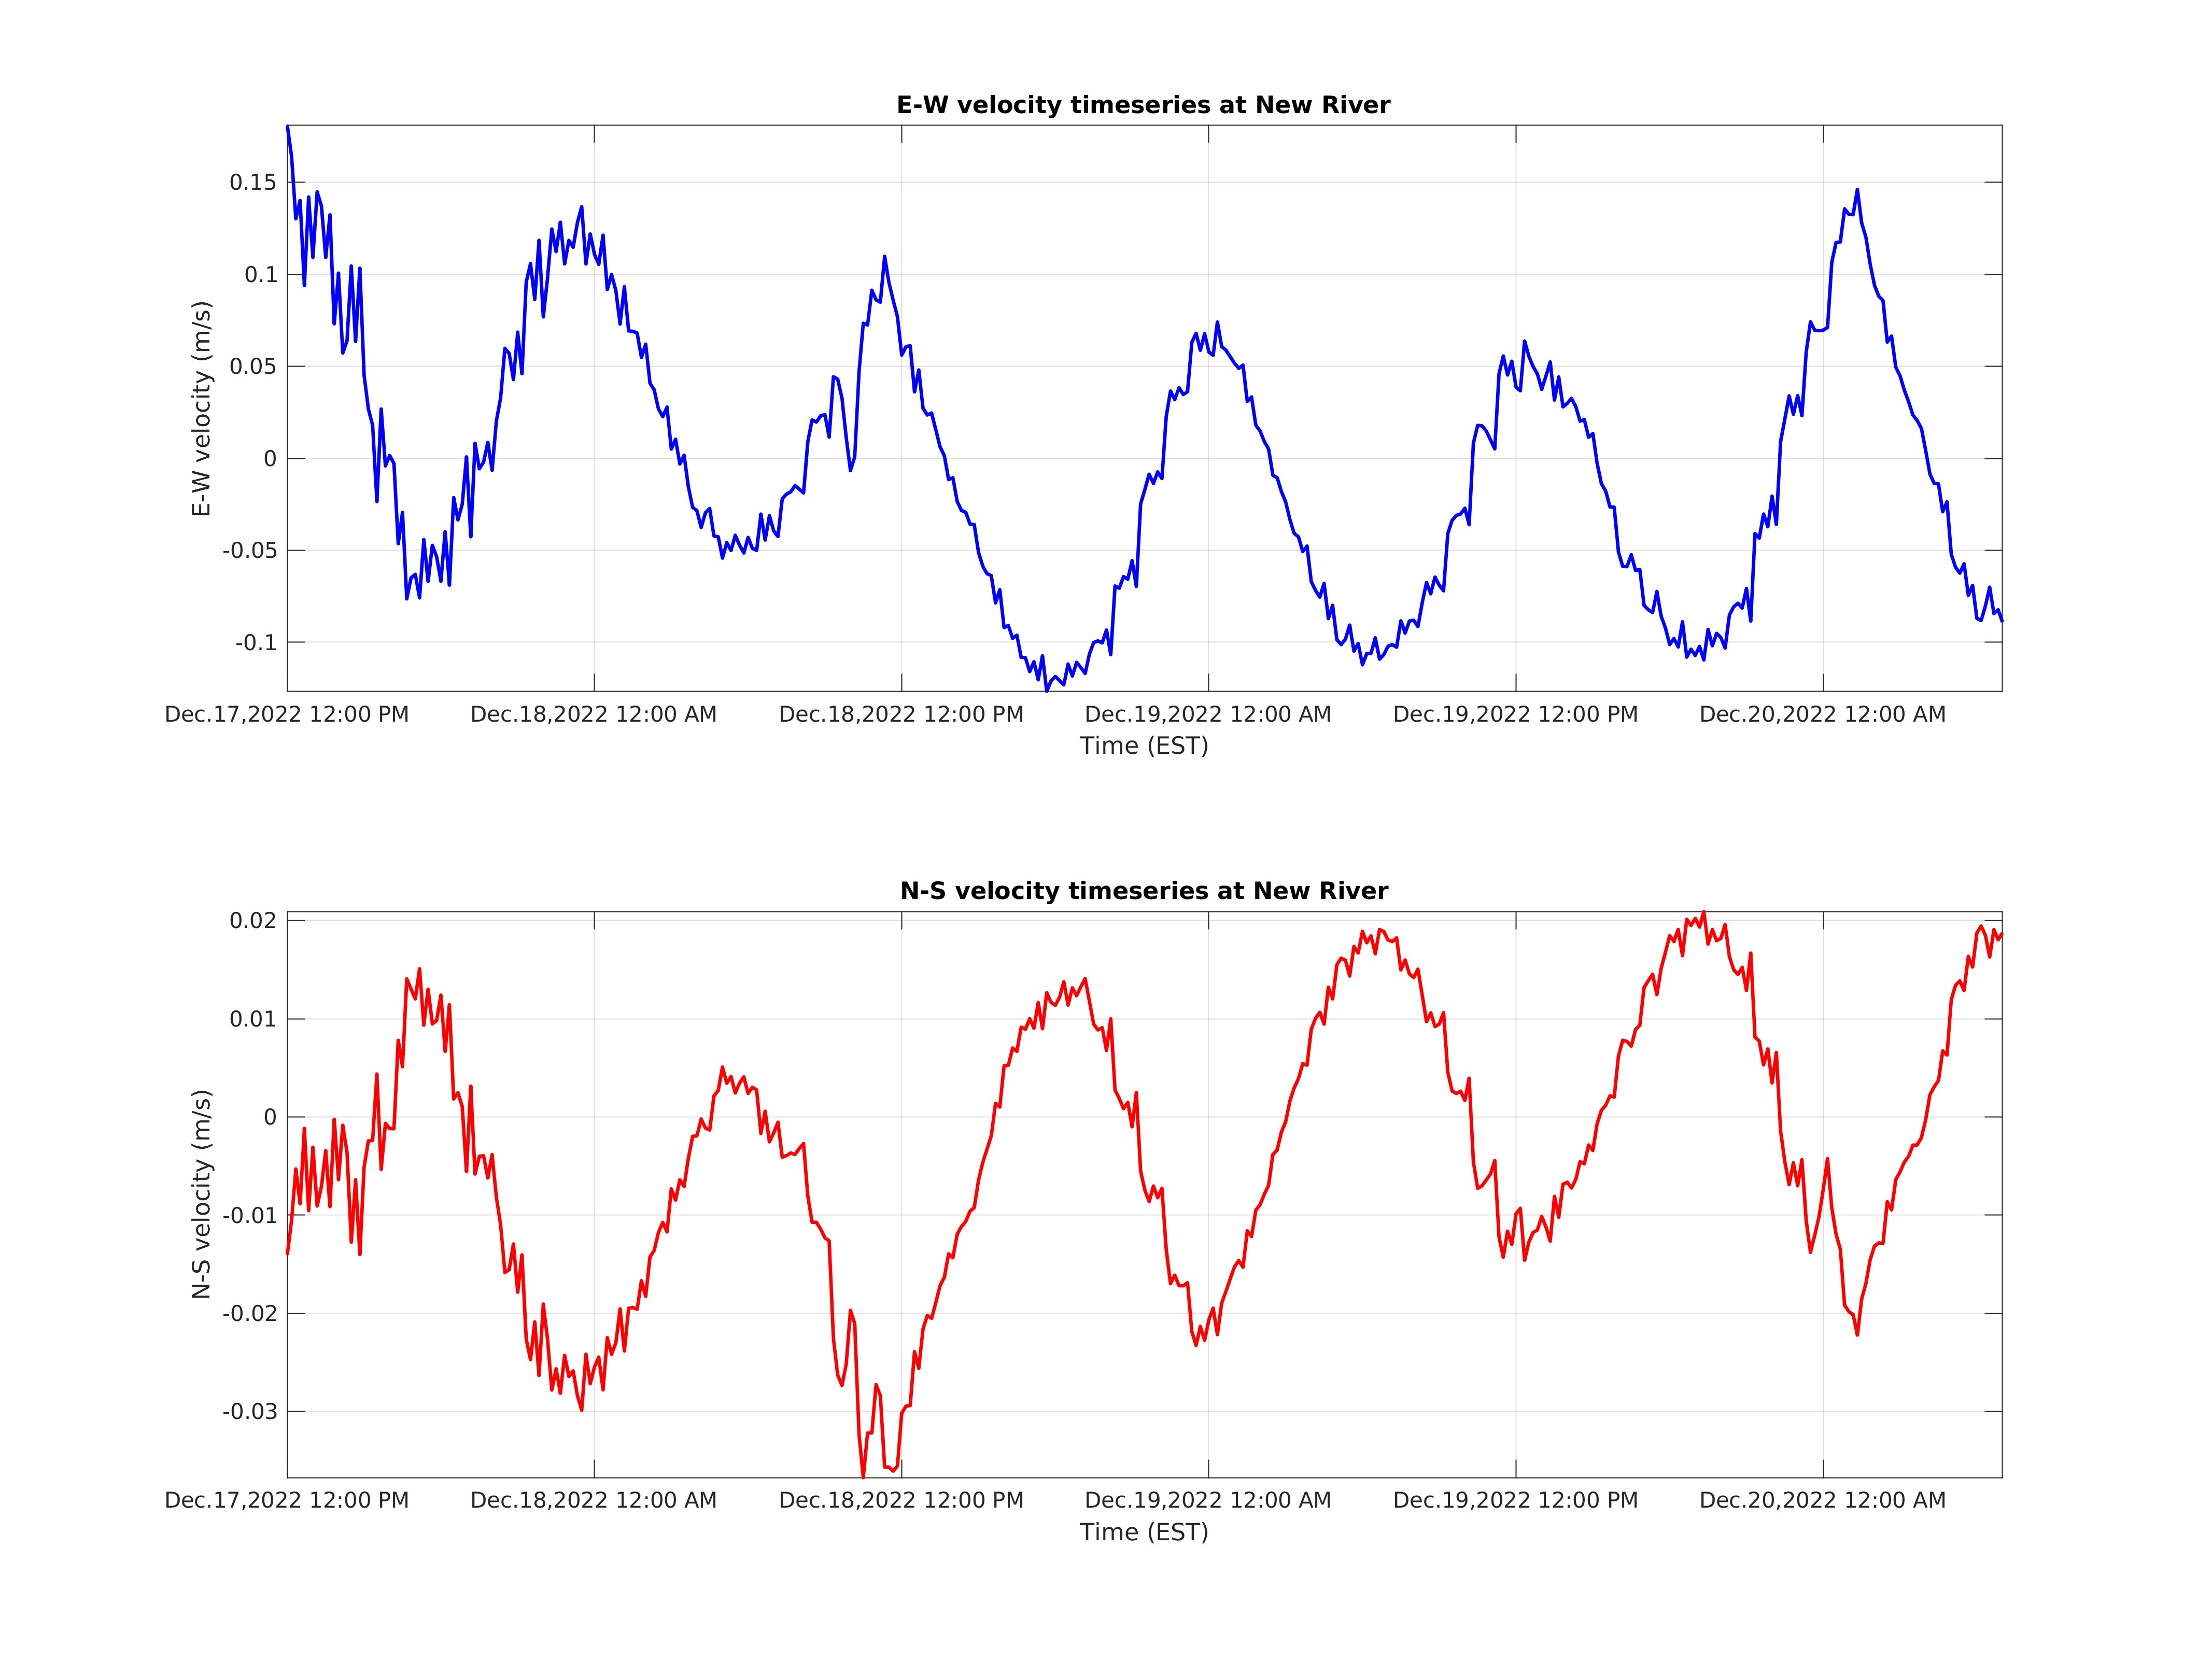 E-W velocity timeseries at New River
0.15
0.1
0.05
0
-0.05
-0.1
E-W velocity (m/s)
Dec.17,2022 12:00 PM Dec.18,2022 12:00 AM Dec.18,2022 12:00 PM Dec.19,2022 12:00 AM Dec.19,2022 12:00 PM Dec.20,2022 12:00 AM
Time (EST)
N-S velocity timeseries at New River
0.02
0.01
0
-0.01
-0.02
-0.03
N-S velocity (m/s)
Dec.17,2022 12:00 PM Dec.18,2022 12:00 AM Dec.18,2022 12:00 PM Dec.19,2022 12:00 AM Dec.19,2022 12:00 PM Dec.20,2022 12:00 AM
Time (EST)